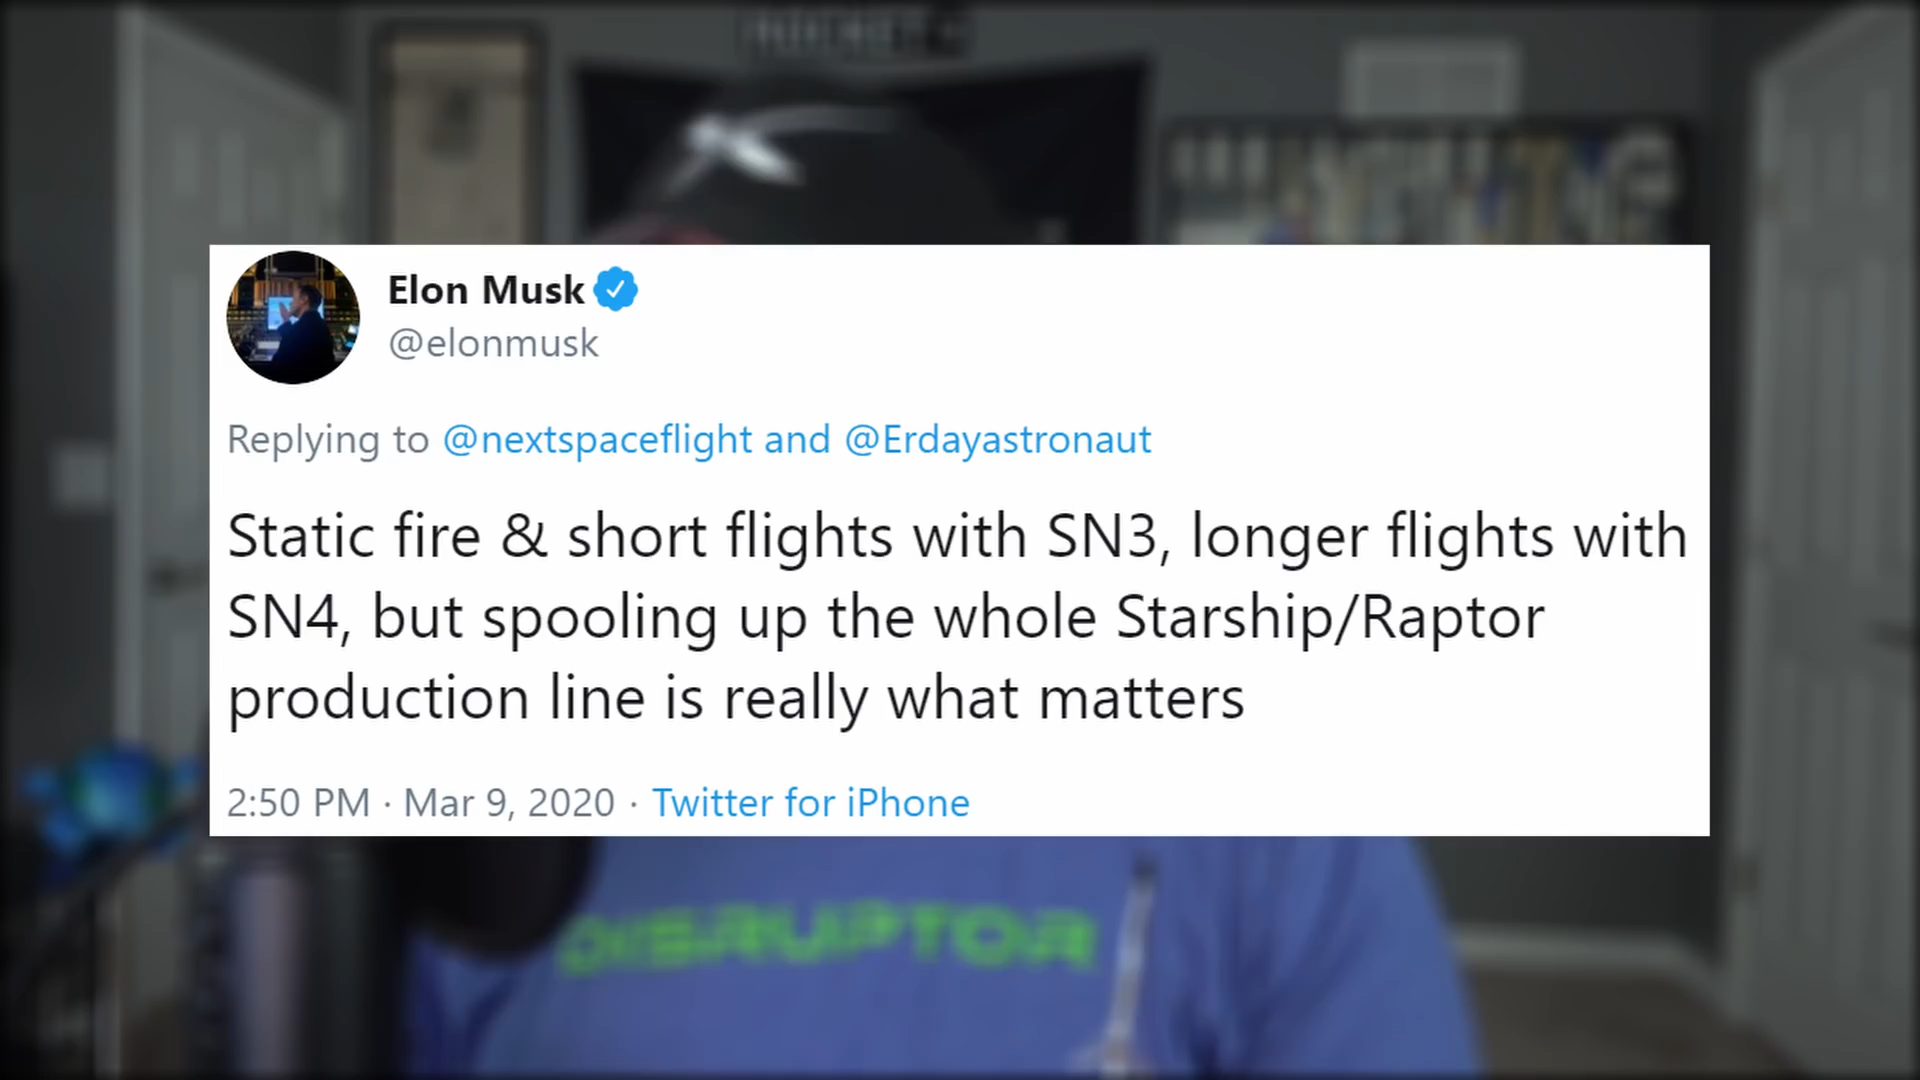 ROCKET
Elon Musk
@elonmusk
Replying to @nextspaceflight and @Erdayastronaut
Static fire & short flights with SN3, longer flights with
SN4, but spooling up the whole Starship/Raptor
production line is really what matters
2:50 PM · Mar 9, 2020 · Twitter for iPhone
DISRUPTOR